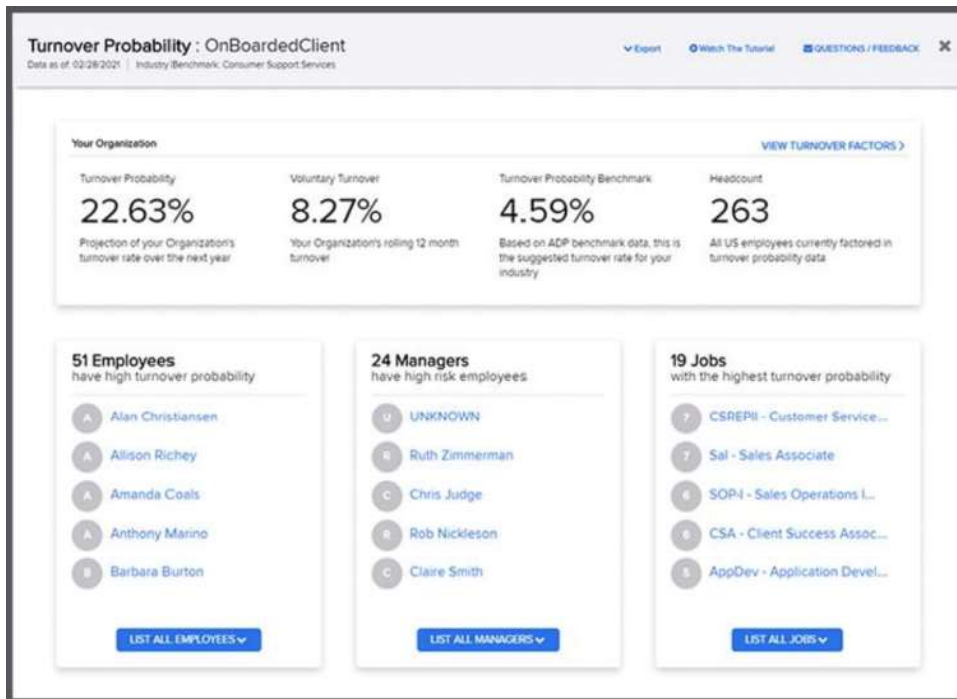 Turnover Probability : OnBoardedClient
Export
Watch The Tutorial
QUESTIONS / FEEDBACK
Data as of: 02/28/2021 | Industry Benchmark: Consumer Support Services
Your Organization
VIEW TURNOVER FACTORS >
Turnover Probability
22.63%
Projection of your Organization's
turnover rate over the next year
Voluntary Turnover
8.27%
Your Organization's rolling 12 month
turnover
Turnover Probability Benchmark
4.59%
Based on ADP benchmark data, this is
the suggested turnover rate for your
industry
Headcount
263
All US employees currently factored in
turnover probability data
51 Employees
have high turnover probability
A Alan Christiansen
A Allison Richey
A Amanda Coals
A Anthony Marino
B Barbara Burton
LIST ALL EMPLOYEES
24 Managers
have high risk employees
U UNKNOWN
R Ruth Zimmerman
C Chris Judge
R Rob Nickleson
C Claire Smith
LIST ALL MANAGERS
19 Jobs
with the highest turnover probability
7 CSREPII - Customer Service...
7 Sal - Sales Associate
6 SOP-I - Sales Operations I...
6 CSA - Client Success Assoc...
5 AppDev - Application Devel...
LIST ALL JOBS